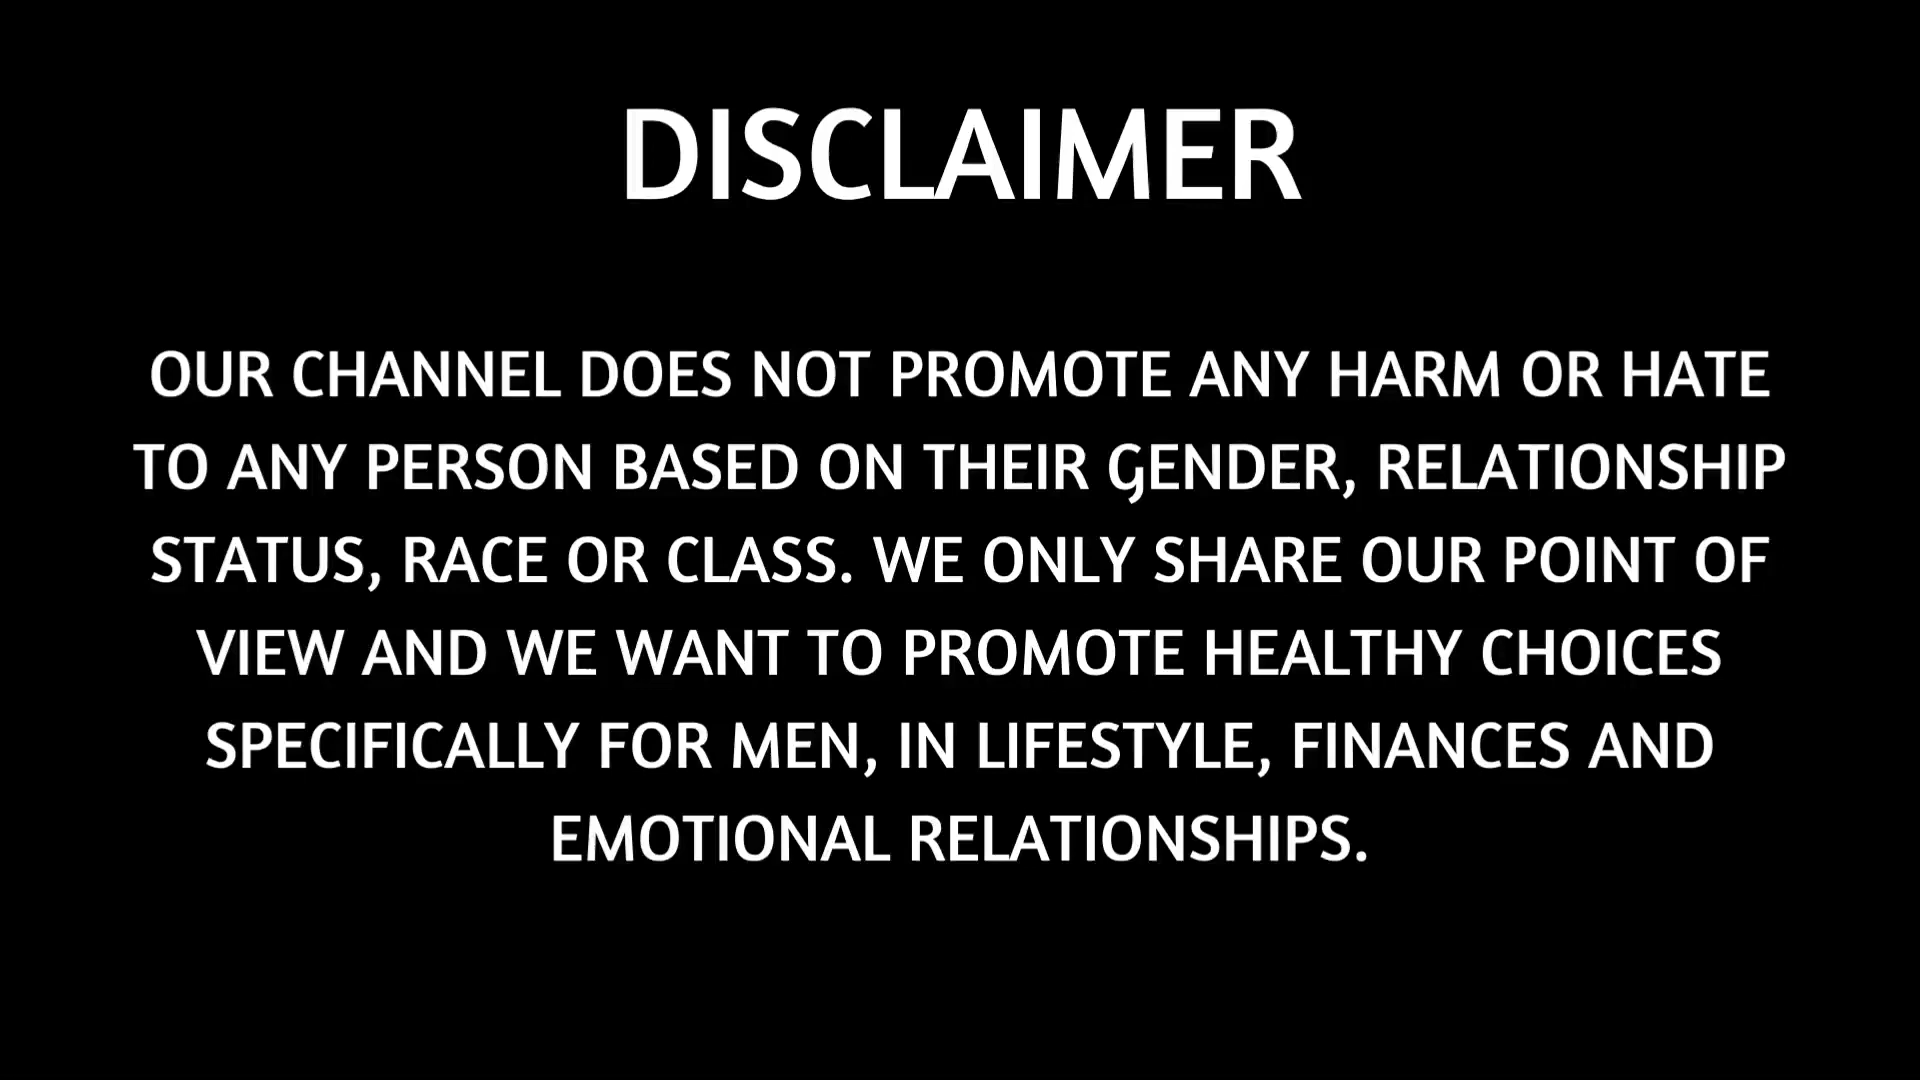 DISCLAIMER
OUR CHANNEL DOES NOT PROMOTE ANY HARM OR HATE
TO ANY PERSON BASED ON THEIR GENDER, RELATIONSHIP
STATUS, RACE OR CLASS. WE ONLY SHARE OUR POINT OF
VIEW AND WE WANT TO PROMOTE HEALTHY CHOICES
SPECIFICALLY FOR MEN, IN LIFESTYLE, FINANCES AND
EMOTIONAL RELATIONSHIPS.